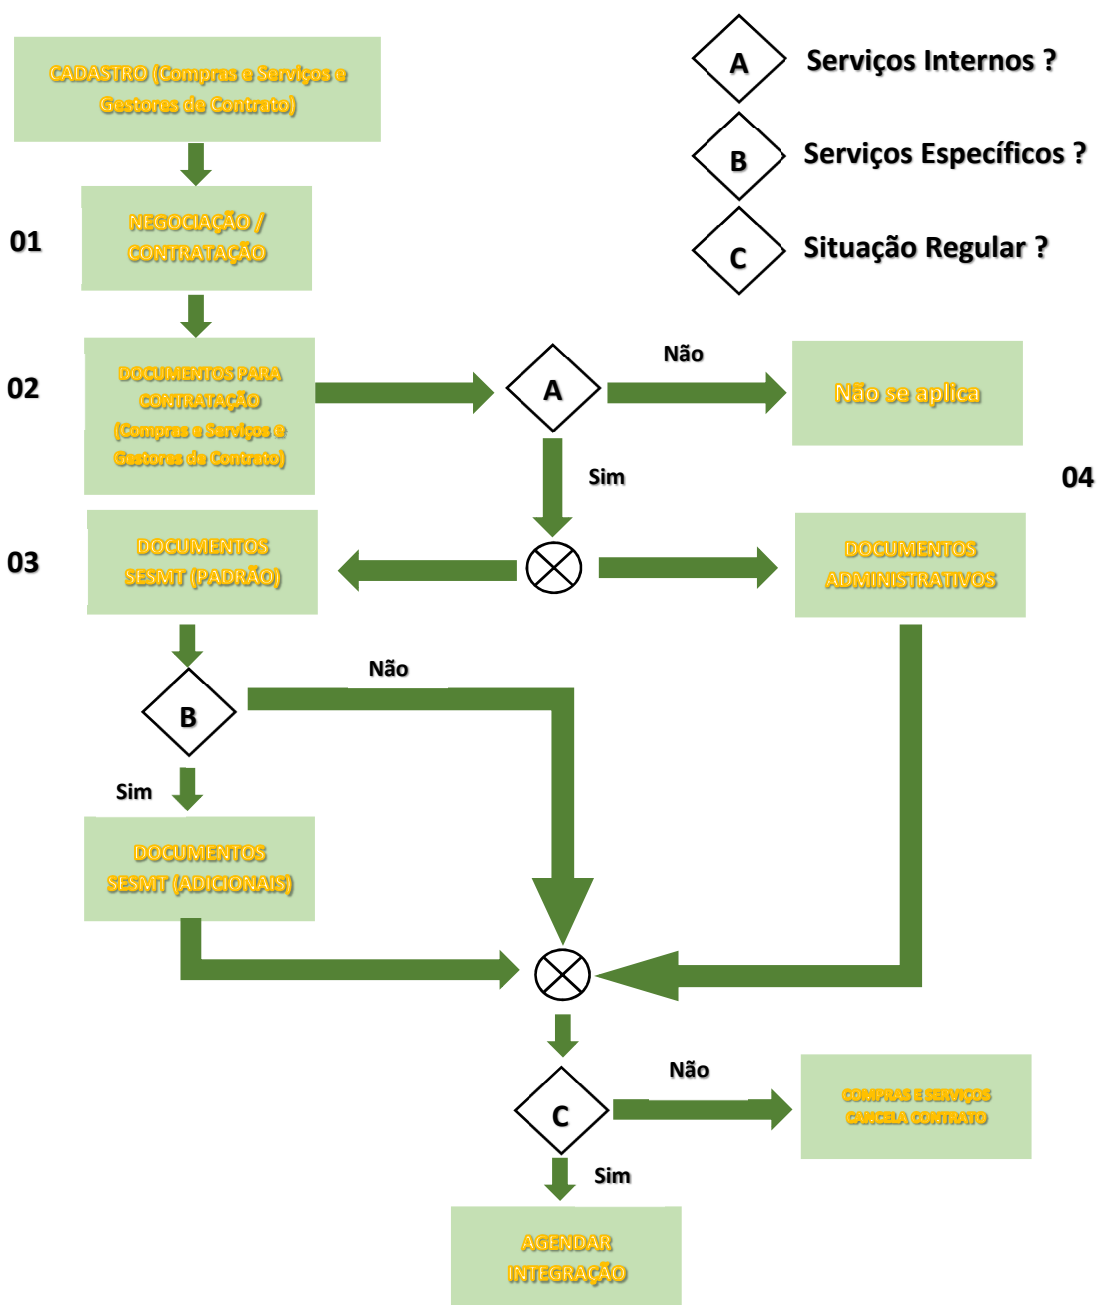 CADASTRO (Compras e Serviços e
Gestores de Contrato)
A
Serviços Internos ?
B
Serviços Específicos ?
C
Situação Regular ?
01
NEGOCIAÇÃO /
CONTRATAÇÃO
02
DOCUMENTOS PARA
CONTRATAÇÃO
(Compras e Serviços e
Gestores de Contrato)
A
Não
Não se aplica
Sim
04
03
DOCUMENTOS
SESMT (PADRÃO)
DOCUMENTOS
ADMINISTRATIVOS
B
Não
Sim
DOCUMENTOS
SESMT (ADICIONAIS)
C
Não
COMPRAS E SERVIÇOS
CANCELA CONTRATO
Sim
AGENDAR
INTEGRAÇÃO